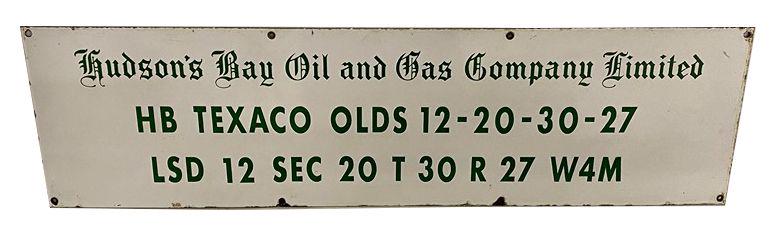 Hudson's Bay Oil and Gas Company Limited
HB TEXACO OLDS 12-20-30-27
LSD 12 SEC 20 T 30 R 27 W4M